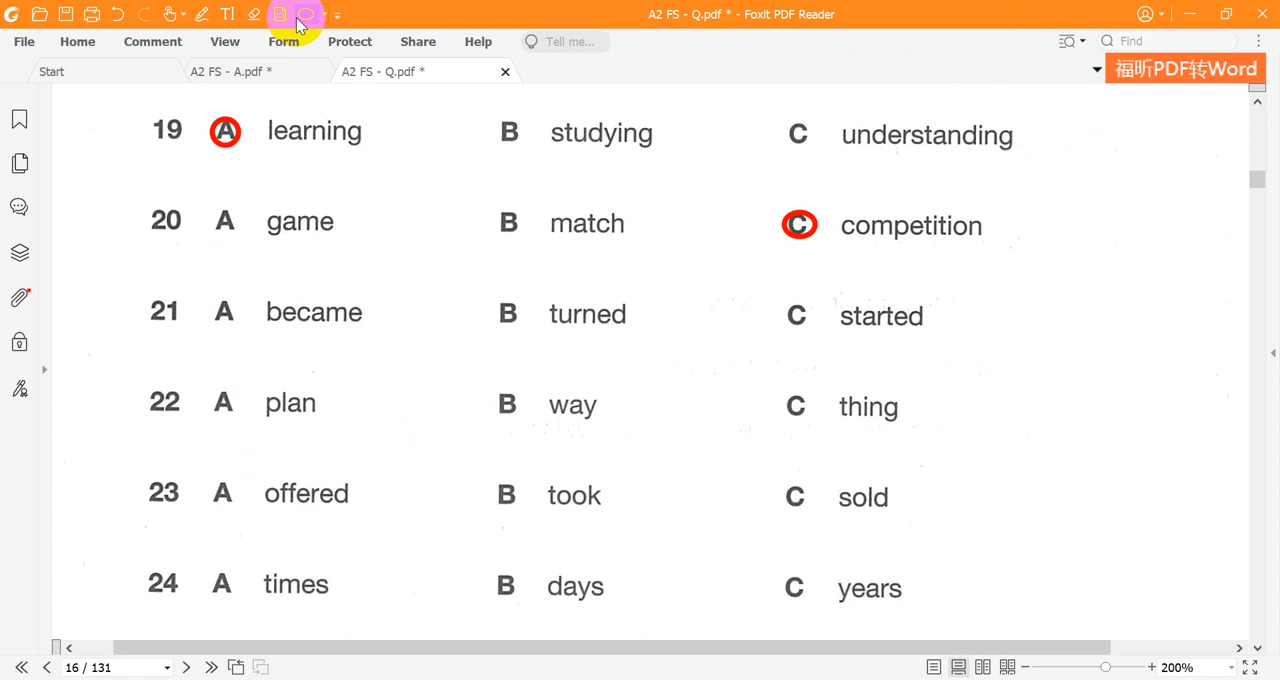 A2 FS - Q.pdf * - Foxit PDF Reader
File Home Comment View Form Protect Share Help Tell me... Find
Start A2 FS - A.pdf * A2 FS - Q.pdf * 福昕PDF转Word
19 A learning B studying C understanding
20 A game B match C competition
21 A became B turned C started
22 A plan B way C thing
23 A offered B took C sold
24 A times B days C years
16 / 131 200%